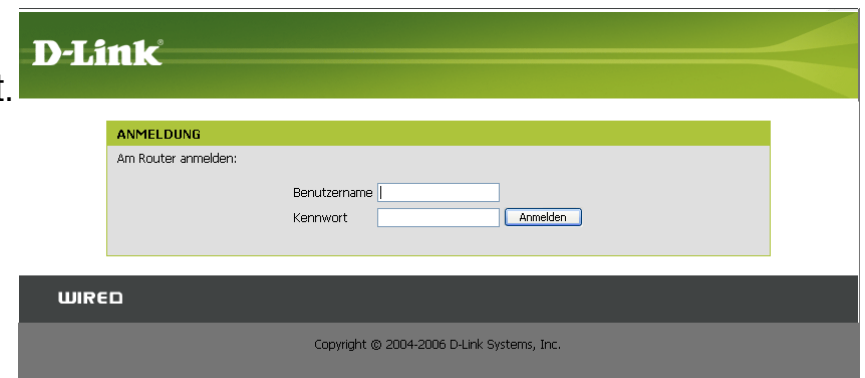 D-Link
t.
ANMELDUNG
Am Router anmelden:
Benutzername
Kennwort Anmelden
WIRED
Copyright © 2004-2006 D-Link Systems, Inc.